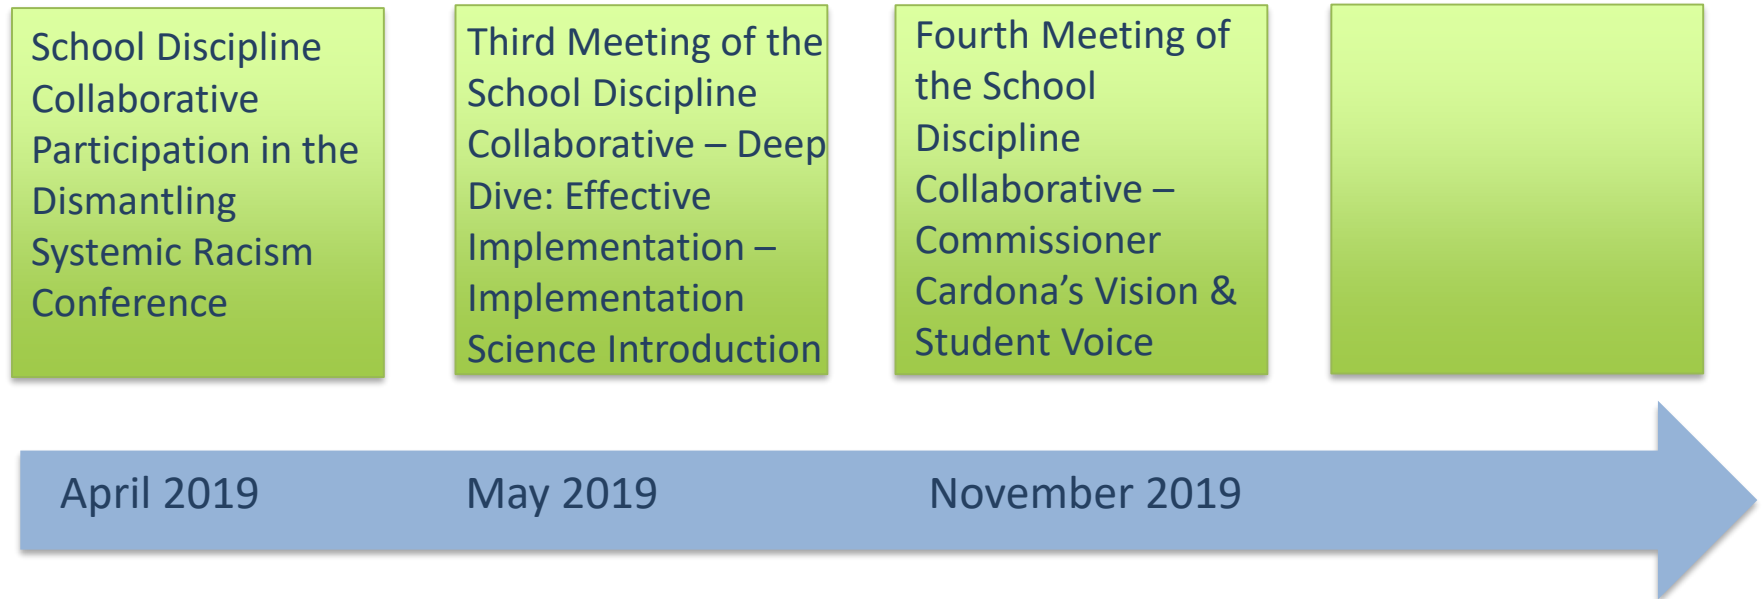 School Discipline
Collaborative
Participation in the
Dismantling
Systemic Racism
Conference
Third Meeting of the
School Discipline
Collaborative – Deep
Dive: Effective
Implementation –
Implementation
Science Introduction
Fourth Meeting of
the School
Discipline
Collaborative –
Commissioner
Cardona’s Vision &
Student Voice
April 2019
May 2019
November 2019